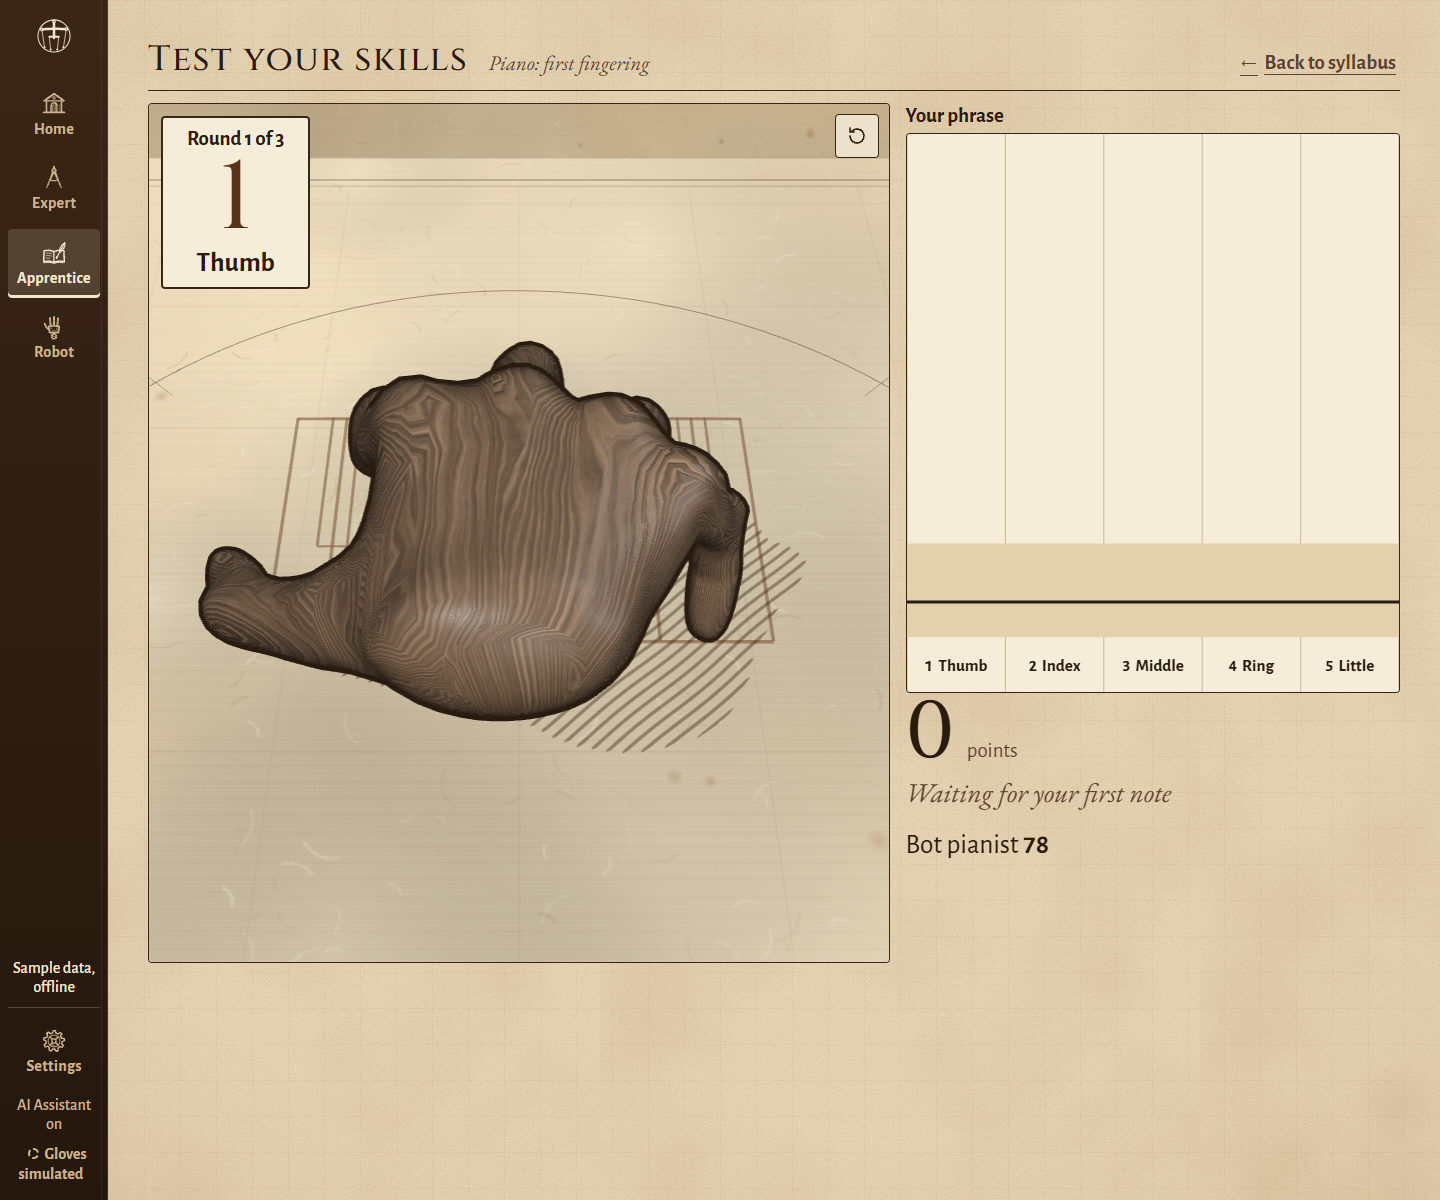 Home
Expert
Apprentice
Robot
Sample data,
offline
Settings
AI Assistant
on
Gloves
simulated
TEST YOUR SKILLS Piano: first fingering
← Back to syllabus
Round 1 of 3
1
Thumb
Your phrase
1 Thumb 2 Index 3 Middle 4 Ring 5 Little
0 points
Waiting for your first note
Bot pianist 78